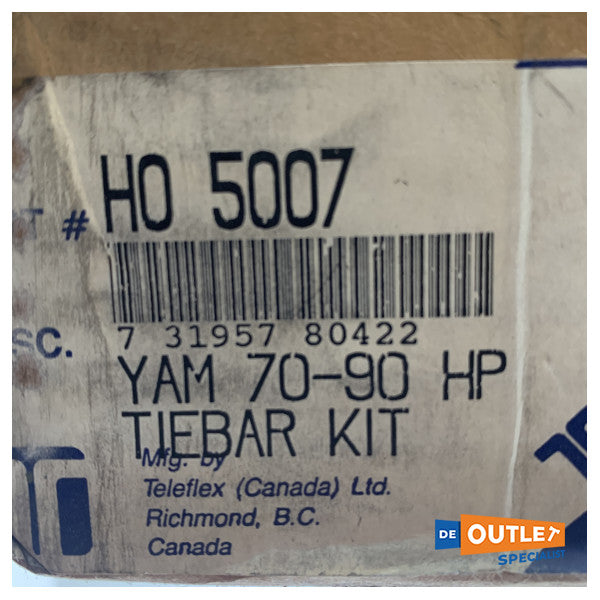 HO 5007
T #
7 31957 80422
SC.
YAM 70-90 HP
TIEBAR KIT
Mfg. by
Teleflex (Canada) Ltd.
Richmond, B.C.
Canada
DE OUTLET
SPECIALIST